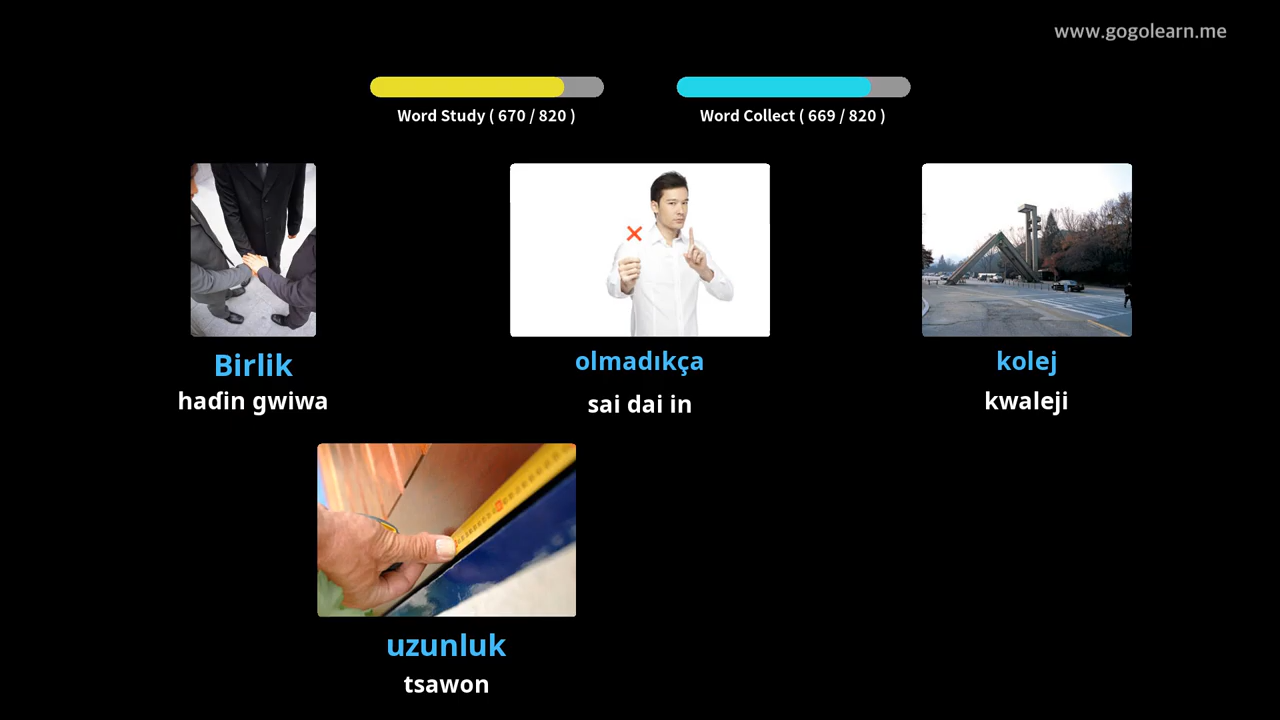 www.gogolearn.me
Word Study ( 670 / 820 )
Word Collect ( 669 / 820 )
Birlik
haɗin gwiwa
olmadıkça
sai dai in
kolej
kwaleji
uzunluk
tsawon